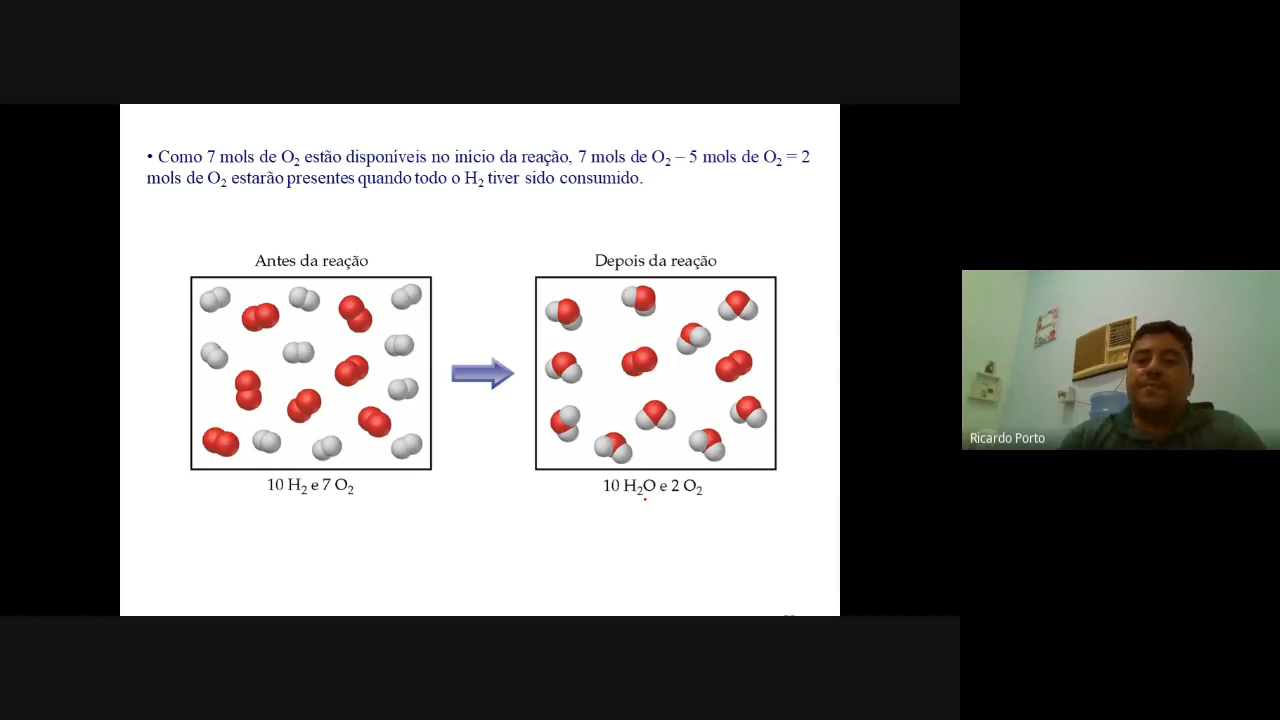 • Como 7 mols de O₂ estão disponíveis no início da reação, 7 mols de O₂ – 5 mols de O₂ = 2
mols de O₂ estarão presentes quando todo o H₂ tiver sido consumido.
Antes da reação
Depois da reação
10 H₂ e 7 O₂
10 H₂O e 2 O₂
Ricardo Porto